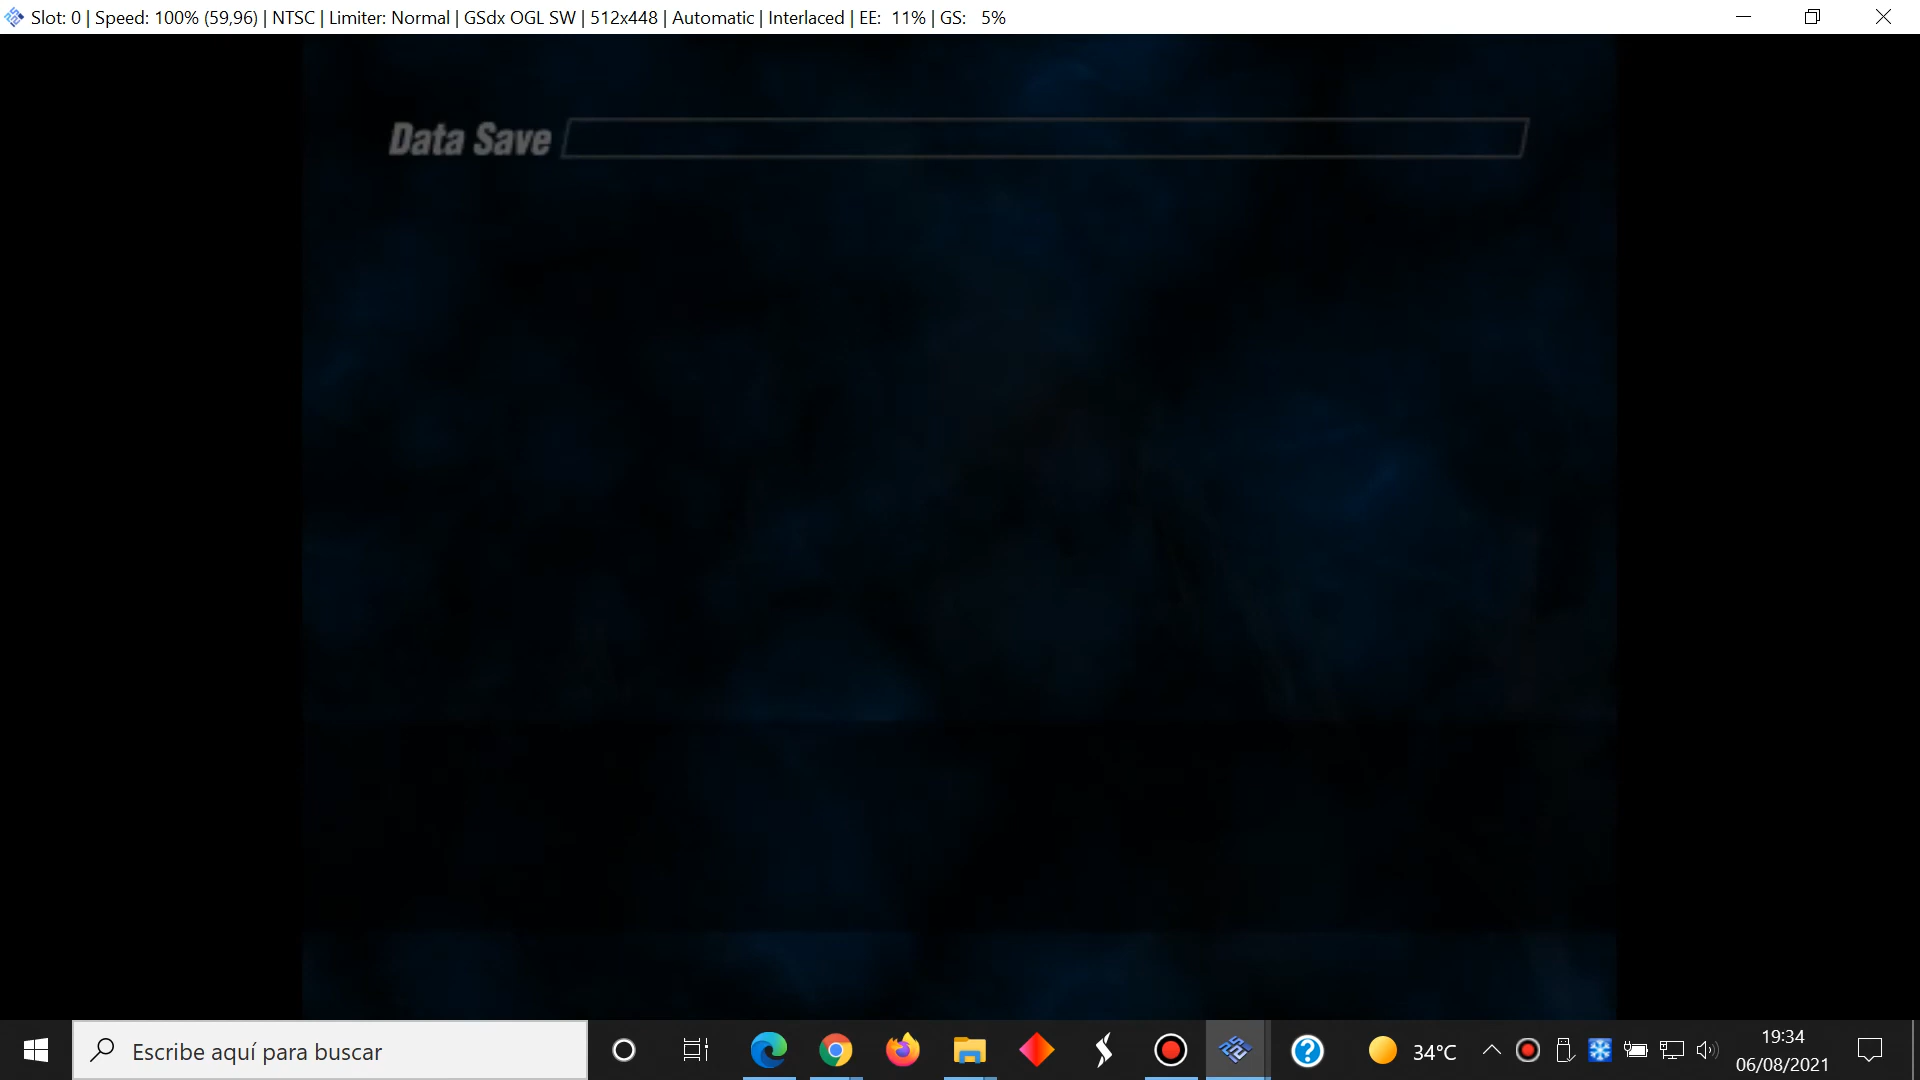 Slot: 0 | Speed: 100% (59,96) | NTSC | Limiter: Normal | GSdx OGL SW | 512x448 | Automatic | Interlaced | EE: 11% | GS: 5%
Data Save
Escribe aquí para buscar
34°C
19:34
06/08/2021